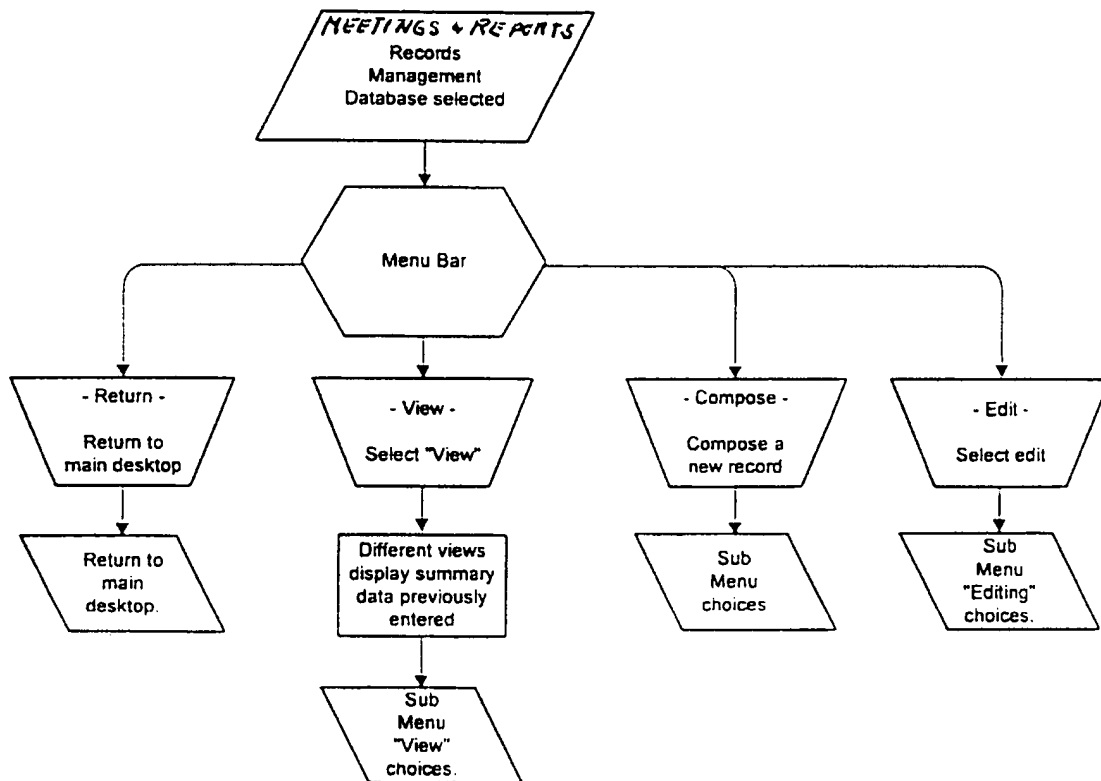 MEETINGS & REPORTS
Records
Management
Database selected
Menu Bar
- Return -
Return to
main desktop
- View -
Select "View"
- Compose -
Compose a
new record
- Edit -
Select edit
Return to
main
desktop.
Different views
display summary
data previously
entered
Sub
Menu
choices
Sub
Menu
"Editing"
choices.
Sub
Menu
"View"
choices.